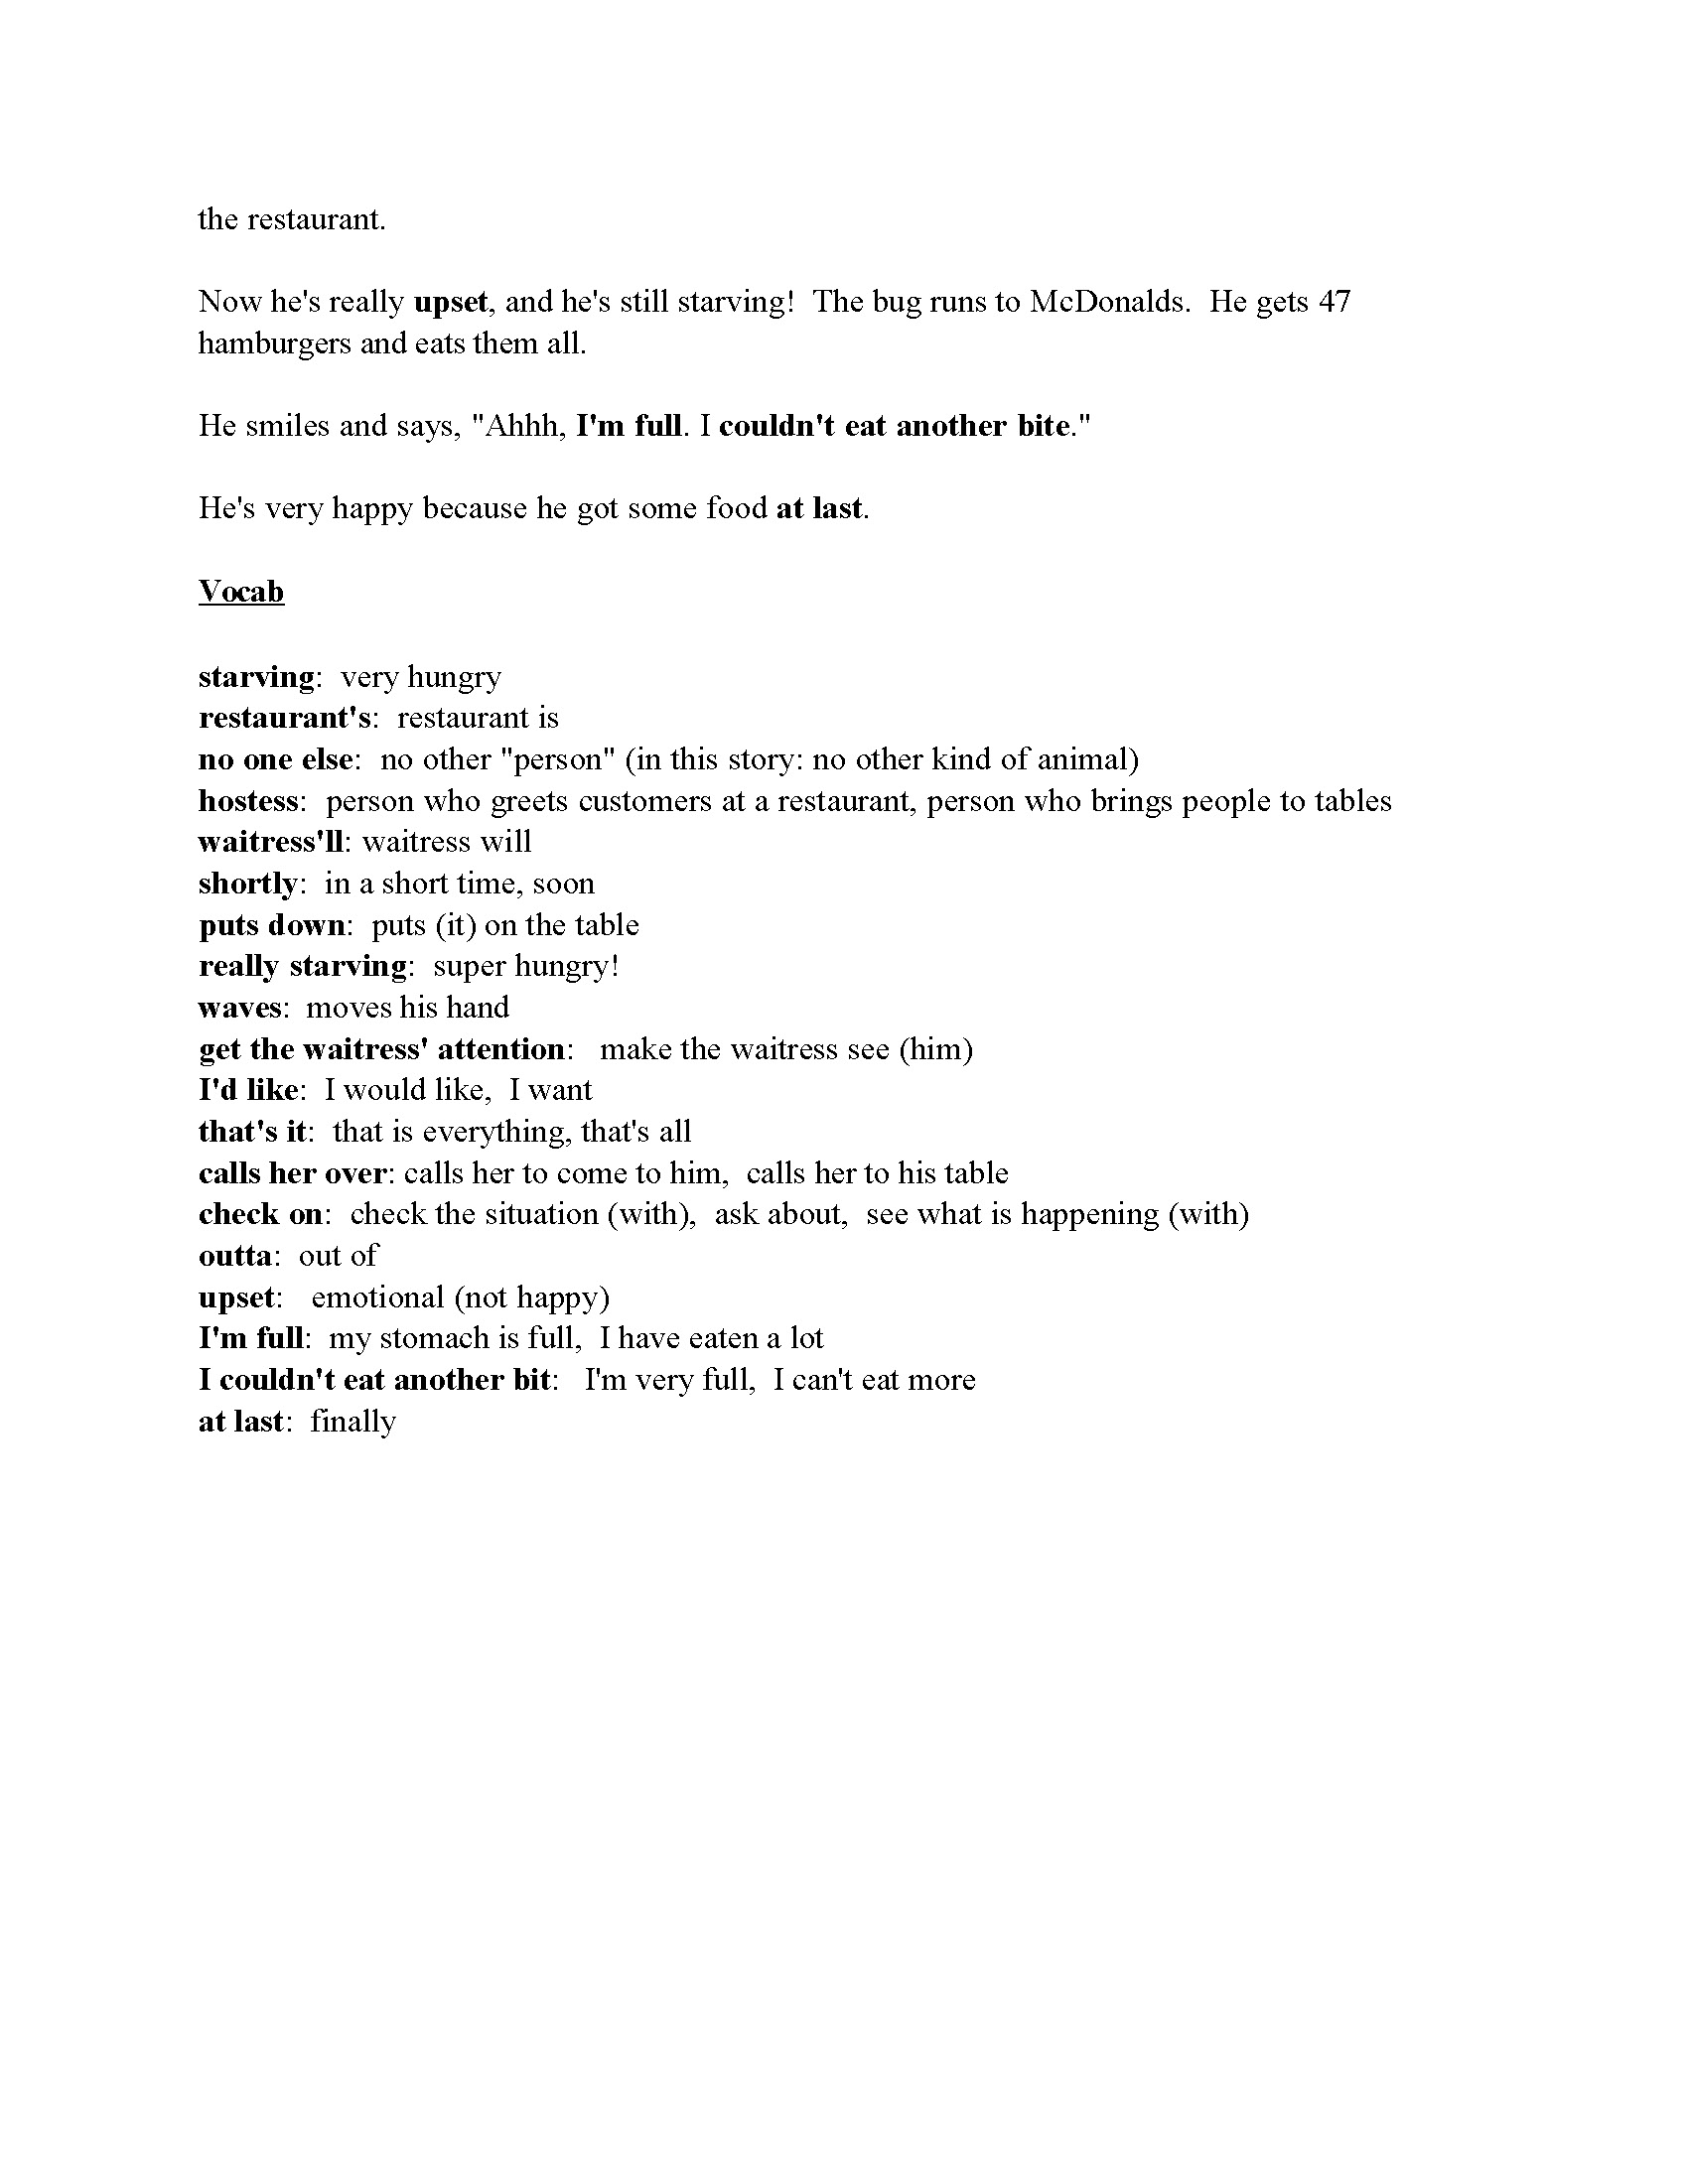 the restaurant.
Now he's really upset, and he's still starving!  The bug runs to McDonalds.  He gets 47
hamburgers and eats them all.
He smiles and says, "Ahhh, I'm full. I couldn't eat another bite."
He's very happy because he got some food at last.
Vocab
starving:  very hungry
restaurant's:  restaurant is
no one else:  no other "person" (in this story: no other kind of animal)
hostess:  person who greets customers at a restaurant, person who brings people to tables
waitress'll: waitress will
shortly:  in a short time, soon
puts down:  puts (it) on the table
really starving:  super hungry!
waves:  moves his hand
get the waitress' attention:   make the waitress see (him)
I'd like:  I would like,  I want
that's it:  that is everything, that's all
calls her over: calls her to come to him,  calls her to his table
check on:  check the situation (with),  ask about,  see what is happening (with)
outta:  out of
upset:   emotional (not happy)
I'm full:  my stomach is full,  I have eaten a lot
I couldn't eat another bit:   I'm very full,  I can't eat more
at last:  finally